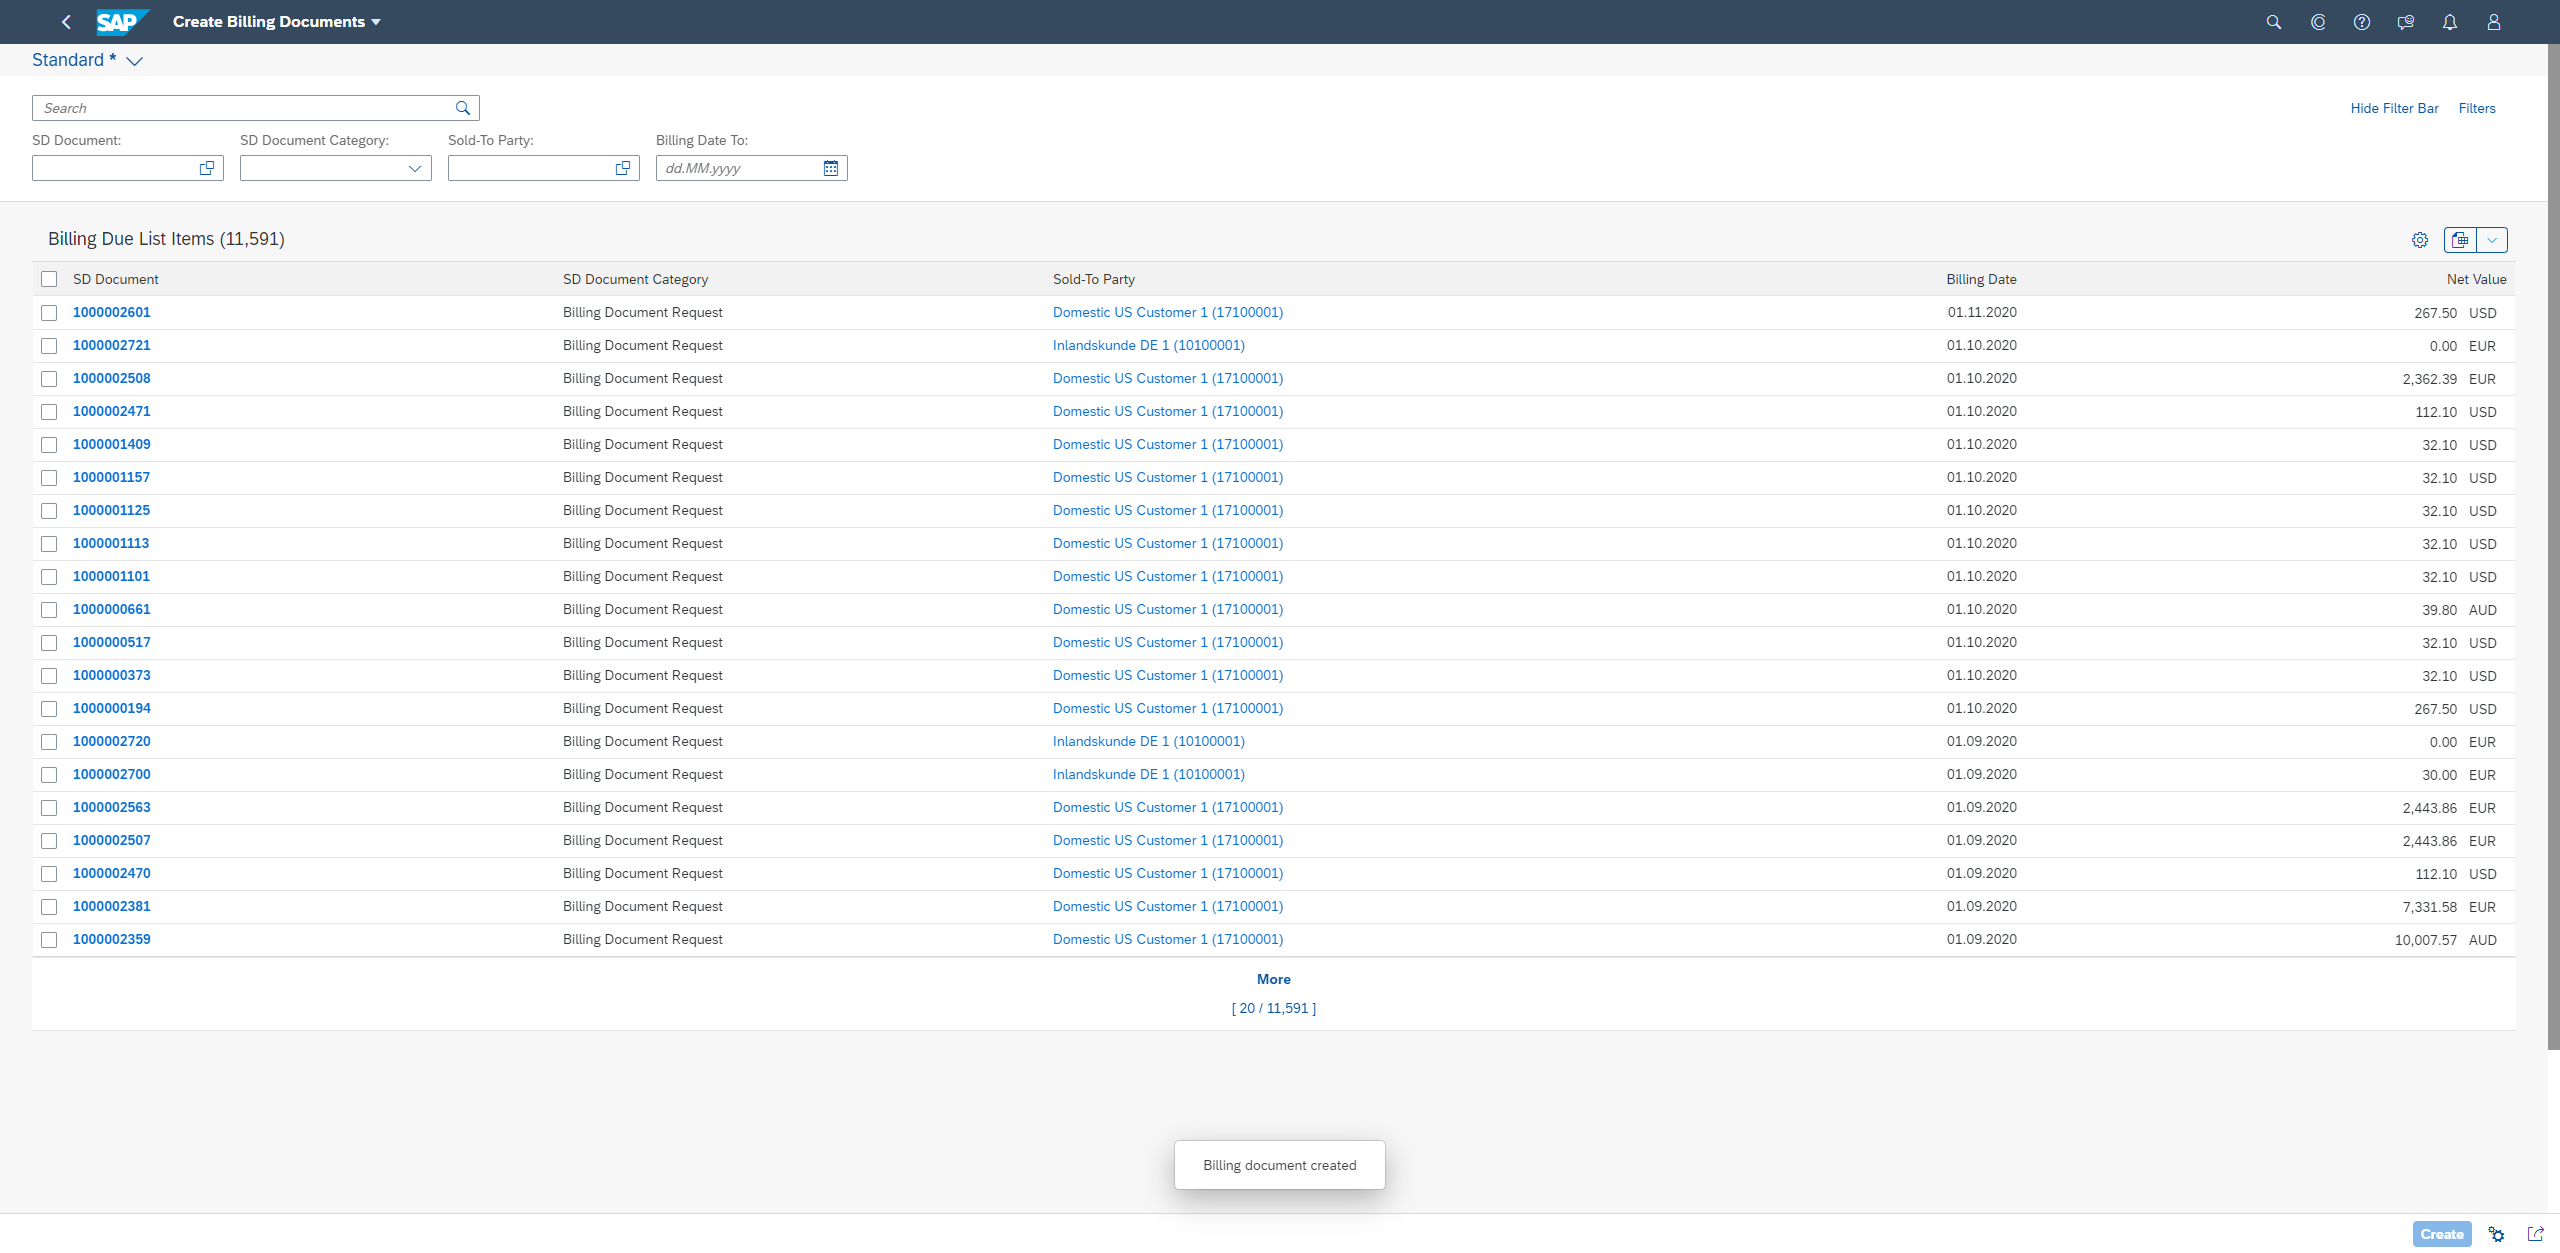 SAP Create Billing Documents
Standard *
Search
Hide Filter Bar Filters
SD Document: SD Document Category: Sold-To Party: Billing Date To:
dd.MM.yyyy
Billing Due List Items (11,591)
SD Document SD Document Category Sold-To Party Billing Date Net Value
1000002601 Billing Document Request Domestic US Customer 1 (17100001) 01.11.2020 267.50 USD
1000002721 Billing Document Request Inlandskunde DE 1 (10100001) 01.10.2020 0.00 EUR
1000002508 Billing Document Request Domestic US Customer 1 (17100001) 01.10.2020 2,362.39 EUR
1000002471 Billing Document Request Domestic US Customer 1 (17100001) 01.10.2020 112.10 USD
1000001409 Billing Document Request Domestic US Customer 1 (17100001) 01.10.2020 32.10 USD
1000001157 Billing Document Request Domestic US Customer 1 (17100001) 01.10.2020 32.10 USD
1000001125 Billing Document Request Domestic US Customer 1 (17100001) 01.10.2020 32.10 USD
1000001113 Billing Document Request Domestic US Customer 1 (17100001) 01.10.2020 32.10 USD
1000001101 Billing Document Request Domestic US Customer 1 (17100001) 01.10.2020 32.10 USD
1000000661 Billing Document Request Domestic US Customer 1 (17100001) 01.10.2020 39.80 AUD
1000000517 Billing Document Request Domestic US Customer 1 (17100001) 01.10.2020 32.10 USD
1000000373 Billing Document Request Domestic US Customer 1 (17100001) 01.10.2020 32.10 USD
1000000194 Billing Document Request Domestic US Customer 1 (17100001) 01.10.2020 267.50 USD
1000002720 Billing Document Request Inlandskunde DE 1 (10100001) 01.09.2020 0.00 EUR
1000002700 Billing Document Request Inlandskunde DE 1 (10100001) 01.09.2020 30.00 EUR
1000002563 Billing Document Request Domestic US Customer 1 (17100001) 01.09.2020 2,443.86 EUR
1000002507 Billing Document Request Domestic US Customer 1 (17100001) 01.09.2020 2,443.86 EUR
1000002470 Billing Document Request Domestic US Customer 1 (17100001) 01.09.2020 112.10 USD
1000002381 Billing Document Request Domestic US Customer 1 (17100001) 01.09.2020 7,331.58 EUR
1000002359 Billing Document Request Domestic US Customer 1 (17100001) 01.09.2020 10,007.57 AUD
More
[ 20 / 11,591 ]
Billing document created
Create